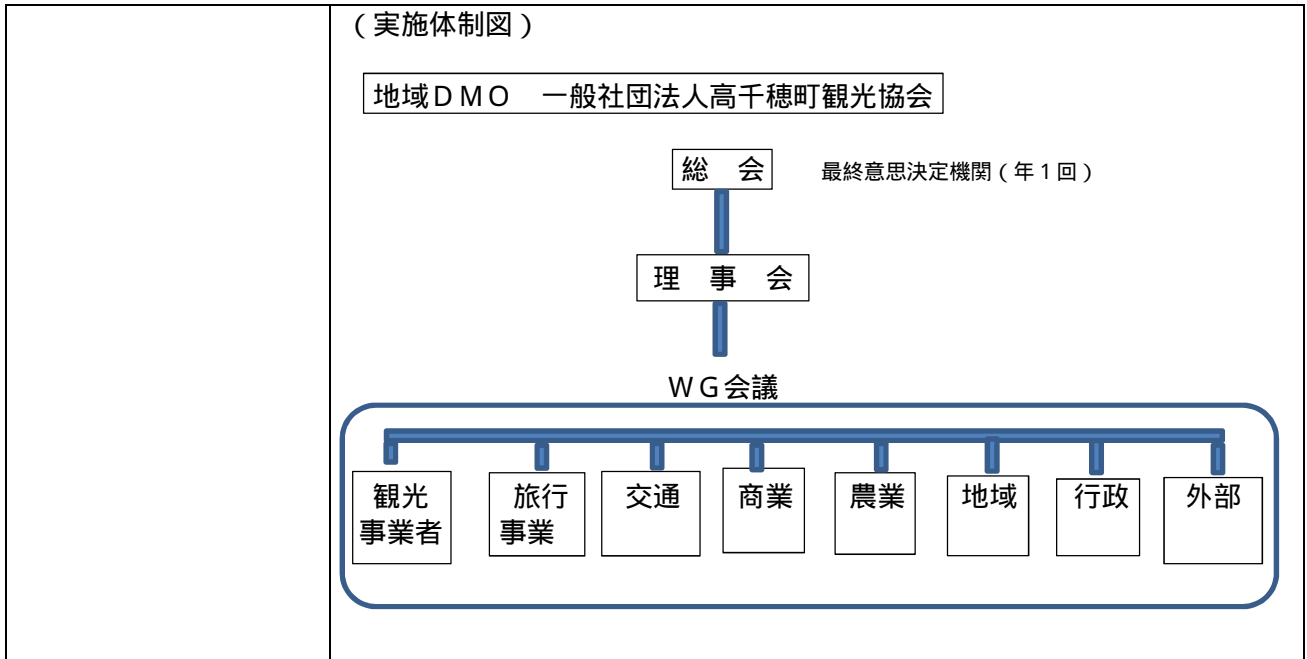 （実施体制図）
地域ＤＭＯ　一般社団法人高千穂町観光協会
総　会　最終意思決定機関（年１回）
理　事　会
ＷＧ会議
観光
事業者
旅行
事業
交通
商業
農業
地域
行政
外部